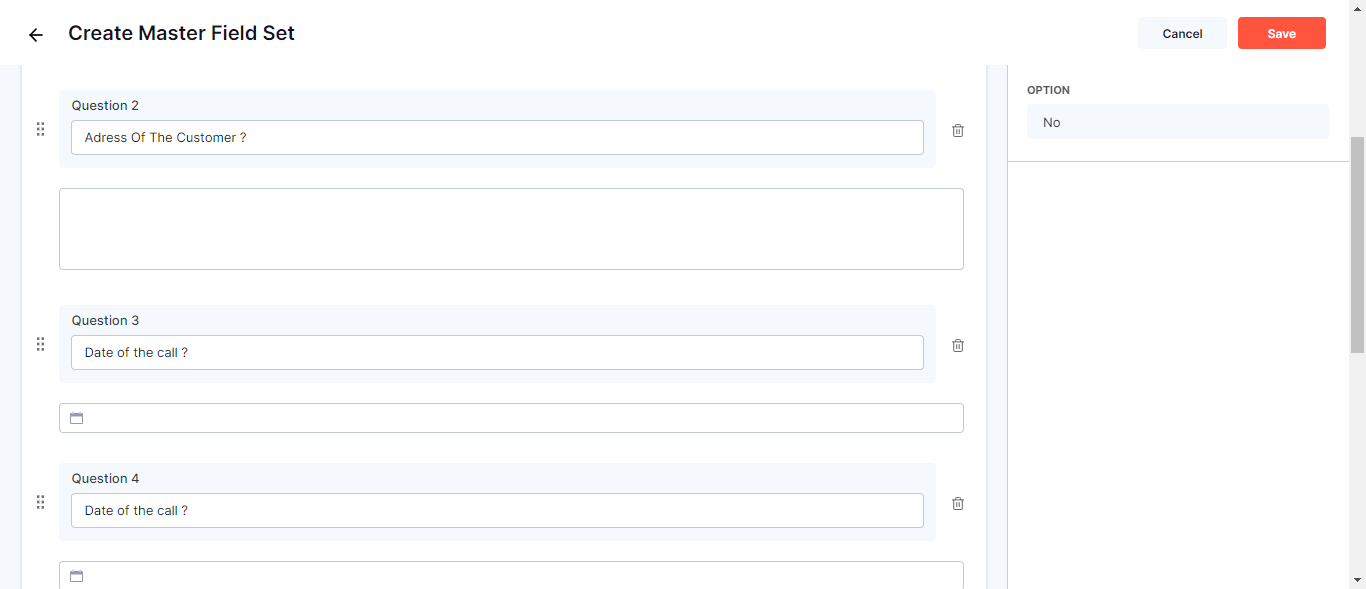 Create Master Field Set
Cancel
Save
Question 2
Adress Of The Customer ?
Question 3
Date of the call ?
Question 4
Date of the call ?
OPTION
No